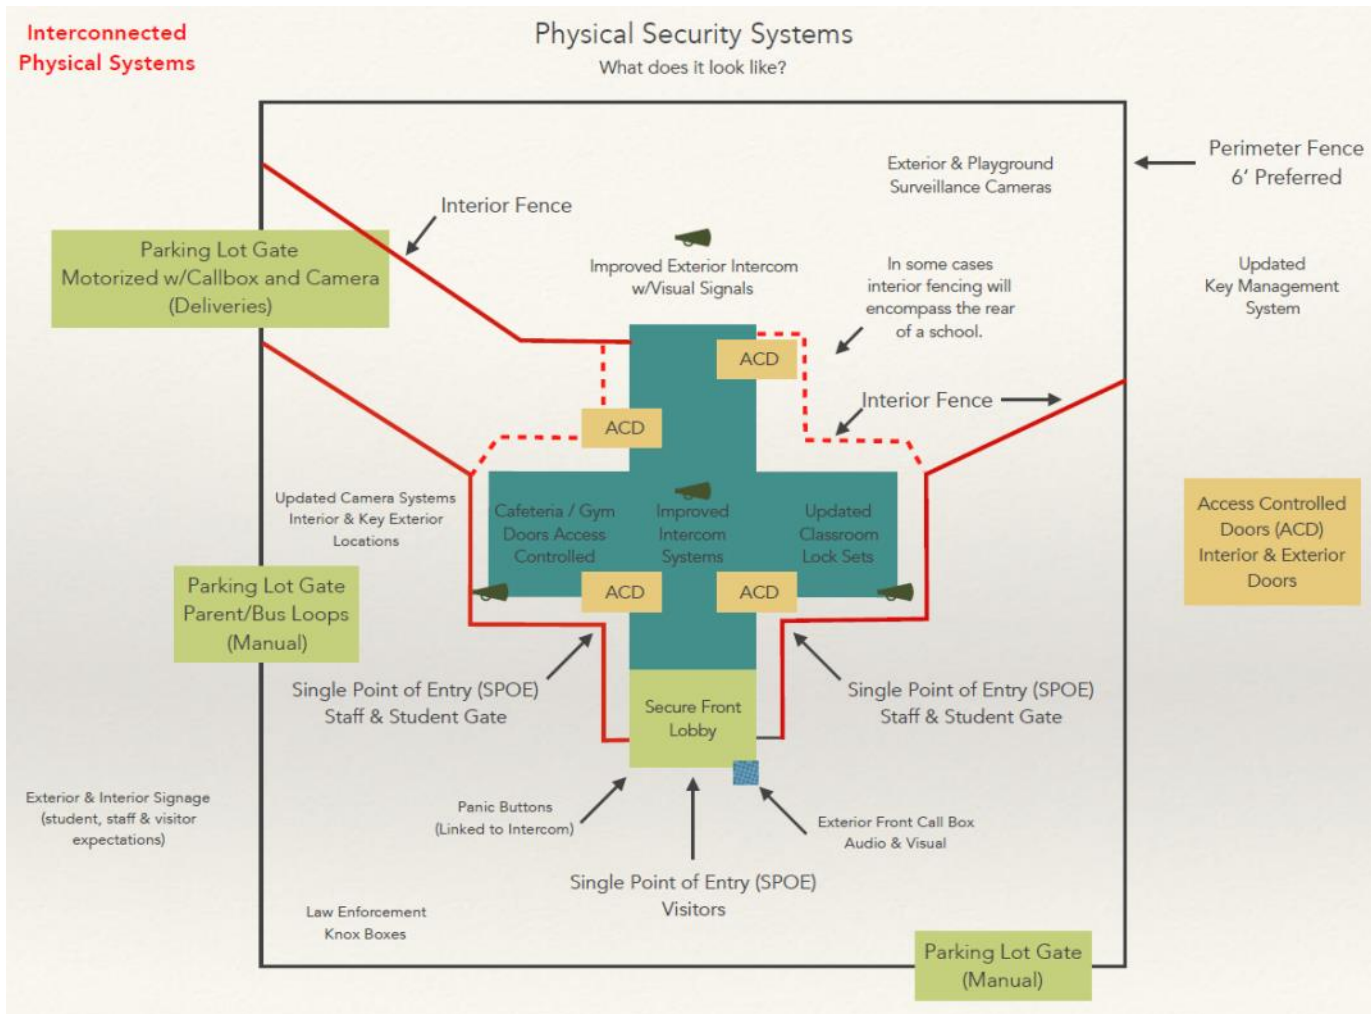 Interconnected
Physical Systems
Physical Security Systems
What does it look like?
Exterior & Playground
Surveillance Cameras
Perimeter Fence
6' Preferred
Interior Fence
Parking Lot Gate
Motorized w/Callbox and Camera
(Deliveries)
Improved Exterior Intercom
w/Visual Signals
In some cases
interior fencing will
encompass the rear
of a school.
Updated
Key Management
System
ACD
Interior Fence
ACD
Updated Camera Systems
Interior & Key Exterior
Locations
Cafeteria / Gym
Doors Access
Controlled
Improved
Intercom
Systems
Updated
Classroom
Lock Sets
Access Controlled
Doors (ACD)
Interior & Exterior
Doors
Parking Lot Gate
Parent/Bus Loops
(Manual)
ACD
ACD
Single Point of Entry (SPOE)
Staff & Student Gate
Secure Front
Lobby
Single Point of Entry (SPOE)
Staff & Student Gate
Exterior & Interior Signage
(student, staff & visitor
expectations)
Panic Buttons
(Linked to Intercom)
Exterior Front Call Box
Audio & Visual
Single Point of Entry (SPOE)
Visitors
Law Enforcement
Knox Boxes
Parking Lot Gate
(Manual)